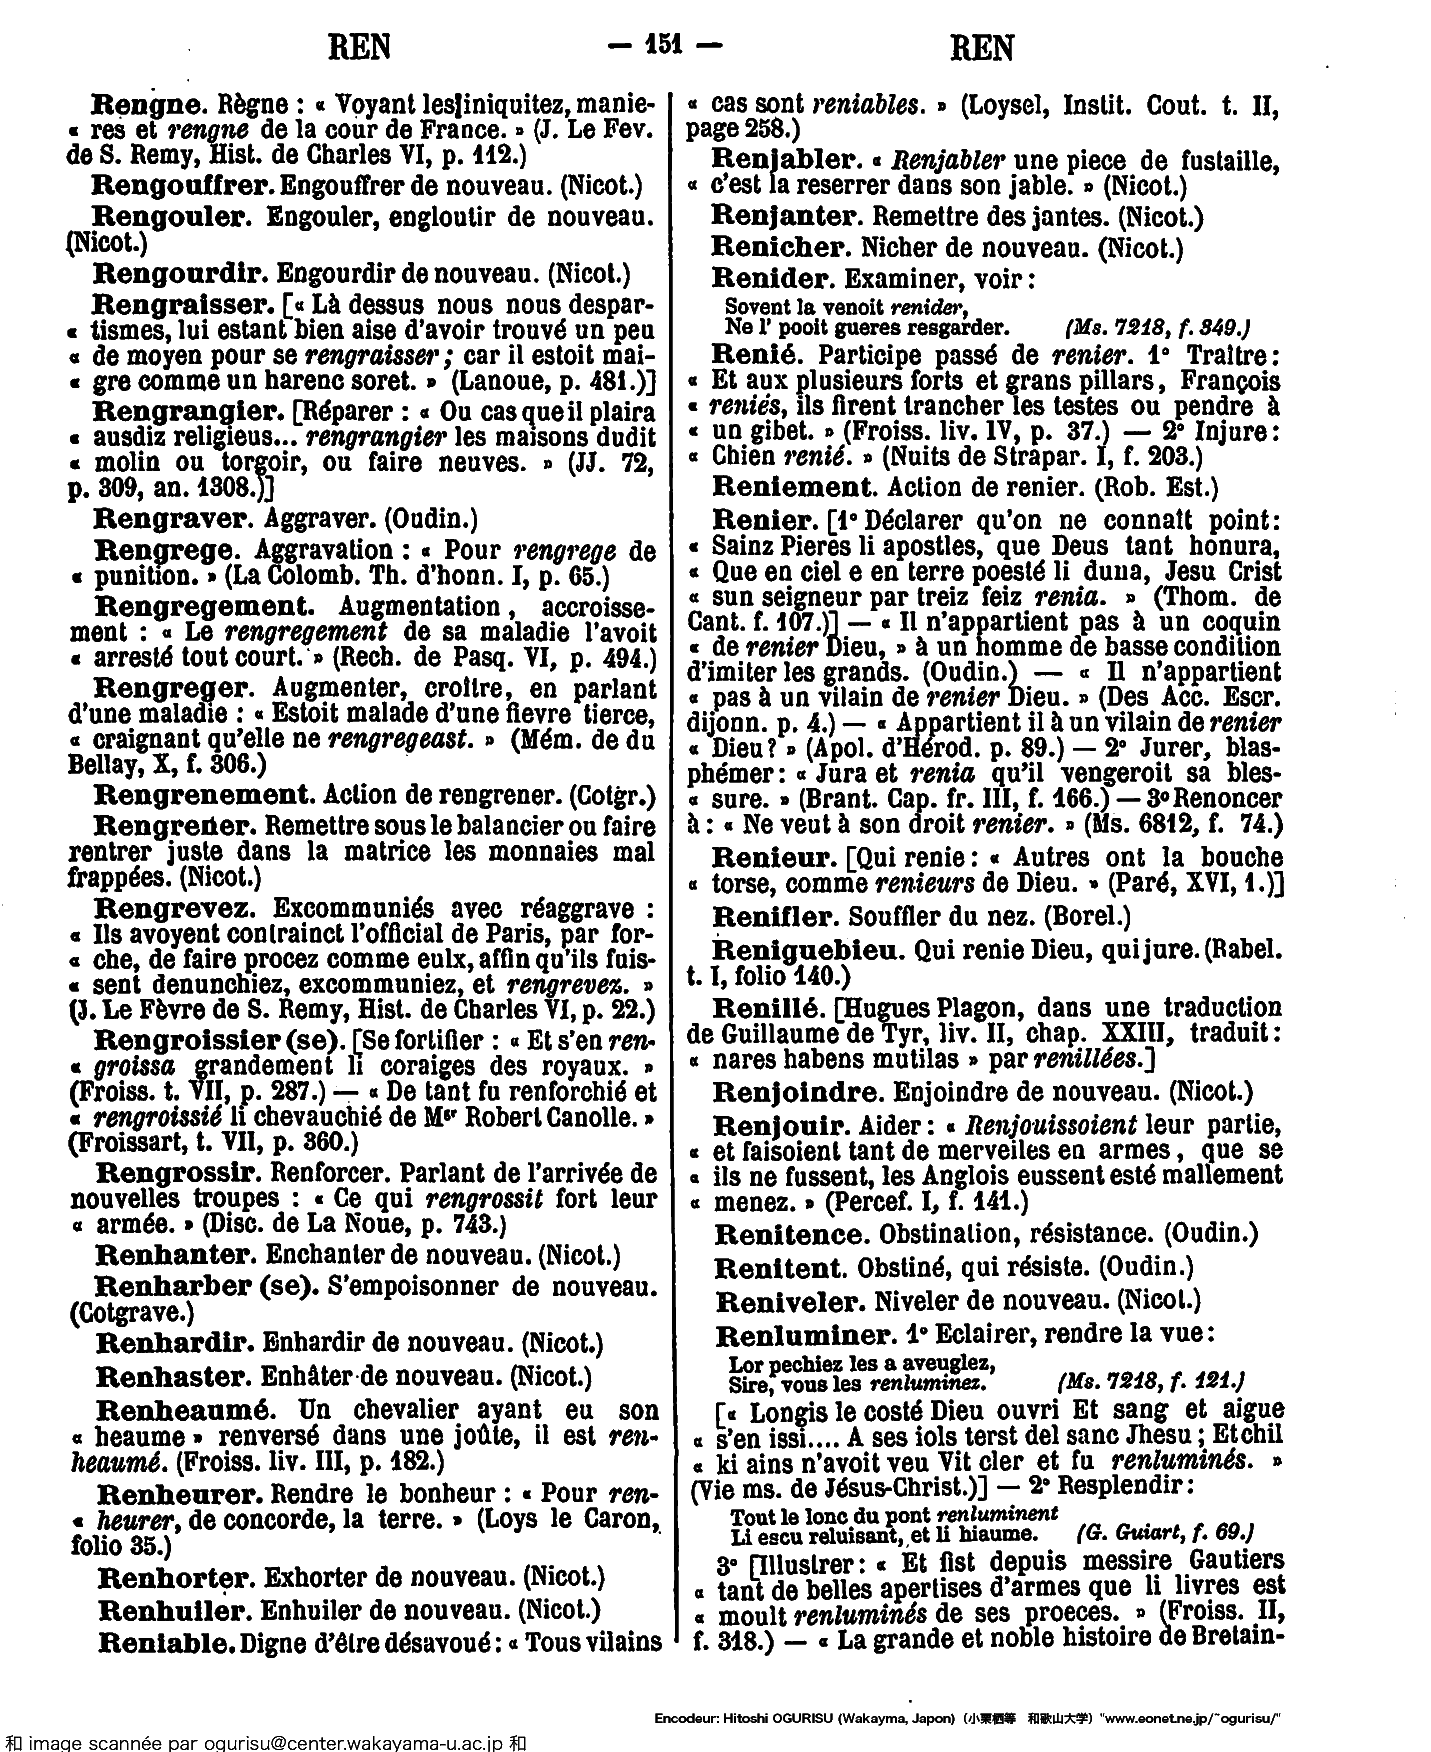 REN — 151 — REN
Rengne. Règne : « Voyant les iniquitez, manie-
« res et rengne de la cour de France. » (J. Le Fev.
de S. Remy, Hist. de Charles VI, p. 112.)
Rengouffrer. Engouffrer de nouveau. (Nicot.)
Rengouler. Engouler, engloutir de nouveau.
(Nicot.)
Rengourdir. Engourdir de nouveau. (Nicot.)
Rengraisser. [« Là dessus nous nous despar-
« tismes, lui estant bien aise d'avoir trouvé un peu
« de moyen pour se rengraisser ; car il estoit mai-
« gre comme un harenc soret. » (Lanoue, p. 481.)]
Rengrangier. [Réparer : « Ou cas que il plaira
« ausdiz religieus... rengrangier les maisons dudit
« molin ou torgoir, ou faire neuves. » (JJ. 72,
p. 309, an. 1308.)]
Rengraver. Aggraver. (Oudin.)
Rengrege. Aggravation : « Pour rengrege de
« punition. » (La Colomb. Th. d'honn. I, p. 65.)
Rengregement. Augmentation, accroisse-
ment : « Le rengregement de sa maladie l'avoit
« arresté tout court. » (Rech. de Pasq. VI, p. 494.)
Rengreger. Augmenter, croître, en parlant
d'une maladie : « Estoit malade d'une fievre tierce,
« craignant qu'elle ne rengregeast. » (Mém. de du
Bellay, X, f. 306.)
Rengrenement. Action de rengrener. (Cotgr.)
Rengrener. Remettre sous le balancier ou faire
rentrer juste dans la matrice les monnaies mal
frappées. (Nicot.)
Rengrevez. Excommuniés avec réaggrave :
« Ils avoyent contrainct l'official de Paris, par for-
« che, de faire procez comme eulx, affin qu'ils fuis-
« sent denunchiez, excommuniez, et rengrevez. »
(J. Le Fèvre de S. Remy, Hist. de Charles VI, p. 22.)
Rengroissier (se). [Se fortifier : « Et s'en ren-
« groissa grandement li coraiges des royaux. »
(Froiss. t. VII, p. 287.) — « De tant fu renforchié et
« rengroissié li chevauchié de Mgr Robert Canolle. »
(Froissart, t. VII, p. 360.)
Rengrossir. Renforcer. Parlant de l'arrivée de
nouvelles troupes : « Ce qui rengrossit fort leur
« armée. » (Disc. de La Noue, p. 743.)
Renhanter. Enchanter de nouveau. (Nicot.)
Renharber (se). S'empoisonner de nouveau.
(Cotgrave.)
Renhardir. Enhardir de nouveau. (Nicot.)
Renhaster. Enhâter de nouveau. (Nicot.)
Renheaumé. Un chevalier ayant eu son
« heaume » renversé dans une joûte, il est ren-
heaumé. (Froiss. liv. III, p. 182.)
Renheurer. Rendre le bonheur : « Pour ren-
« heurer, de concorde, la terre. » (Loys le Caron,
folio 35.)
Renhorter. Exhorter de nouveau. (Nicot.)
Renhuiler. Enhuiler de nouveau. (Nicot.)
Reniable. Digne d'être désavoué : « Tous vilains
« cas sont reniables. » (Loysel, Instit. Cout. t. II,
page 258.)
Renjabler. « Renjabler une piece de fustaille,
« c'est la reserrer dans son jable. » (Nicot.)
Renjanter. Remettre des jantes. (Nicot.)
Renicher. Nicher de nouveau. (Nicot.)
Renider. Examiner, voir :
Sovent la venoit renider,
Ne l' pooit gueres resgarder. (Ms. 7218, f. 349.)
Renié. Participe passé de renier. 1° Traître :
« Et aux plusieurs forts et grans pillars, François
« reniés, ils firent trancher les testes ou pendre à
« un gibet. » (Froiss. liv. IV, p. 37.) — 2° Injure :
« Chien renié. » (Nuits de Strapar. I, f. 203.)
Reniement. Action de renier. (Rob. Est.)
Renier. [1° Déclarer qu'on ne connaît point :
« Sainz Pieres li apostles, que Deus tant honura,
« Que en ciel e en terre poesté li duna, Jesu Crist
« sun seigneur par treiz feiz renia. » (Thom. de
Cant. f. 107.)] — « Il n'appartient pas à un coquin
« de renier Dieu, » à un homme de basse condition
d'imiter les grands. (Oudin.) — « Il n'appartient
« pas à un vilain de renier Dieu. » (Des Acc. Escr.
dijonn. p. 4.) — « Appartient il à un vilain de renier
« Dieu ? » (Apol. d'Hérod. p. 89.) — 2° Jurer, blas-
phémer : « Jura et renia qu'il vengeroit sa bles-
« sure. » (Brant. Cap. fr. III, f. 166.) — 3° Renoncer
à : « Ne veut à son droit renier. » (Ms. 6812, f. 74.)
Renieur. [Qui renie : « Autres ont la bouche
« torse, comme renieurs de Dieu. » (Paré, XVI, 1.)]
Renifler. Souffler du nez. (Borel.)
Reniguebieu. Qui renie Dieu, qui jure. (Rabel.
t. I, folio 140.)
Renillé. [Hugues Plagon, dans une traduction
de Guillaume de Tyr, liv. II, chap. XXIII, traduit :
« nares habens mutilas » par renillées.]
Renjoindre. Enjoindre de nouveau. (Nicot.)
Renjouir. Aider : « Renjouissoient leur partie,
« et faisoient tant de merveiles en armes, que se
« ils ne fussent, les Anglois eussent esté mallement
« menez. » (Percef. I, f. 141.)
Renitence. Obstination, résistance. (Oudin.)
Renitent. Obstiné, qui résiste. (Oudin.)
Reniveler. Niveler de nouveau. (Nicot.)
Renluminer. 1° Eclairer, rendre la vue :
Lor pechiez les a aveuglez,
Sire, vous les renluminez. (Ms. 7218, f. 121.)
[« Longis le costé Dieu ouvri Et sang et aigue
« s'en issi.... A ses iols terst del sanc Jhesu ; Et chil
« ki ains n'avoit veu Vit cler et fu renluminés. »
(Vie ms. de Jésus-Christ.)] — 2° Resplendir :
Tout le lonc du pont renluminent
Li escu reluisant, et li hiaume. (G. Guiart, f. 69.)
3° [Illustrer : « Et fist depuis messire Gautiers
« tant de belles apertises d'armes que li livres est
« moult renluminés de ses proeces. » (Froiss. II,
f. 318.) — « La grande et noble histoire de Bretain-
Encodeur: Hitoshi OGURISU (Wakayma, Japon) (小栗栖等 和歌山大学) "www.eonet.ne.jp/~ogurisu/"
和 image scannée par ogurisu@center.wakayama-u.ac.jp 和